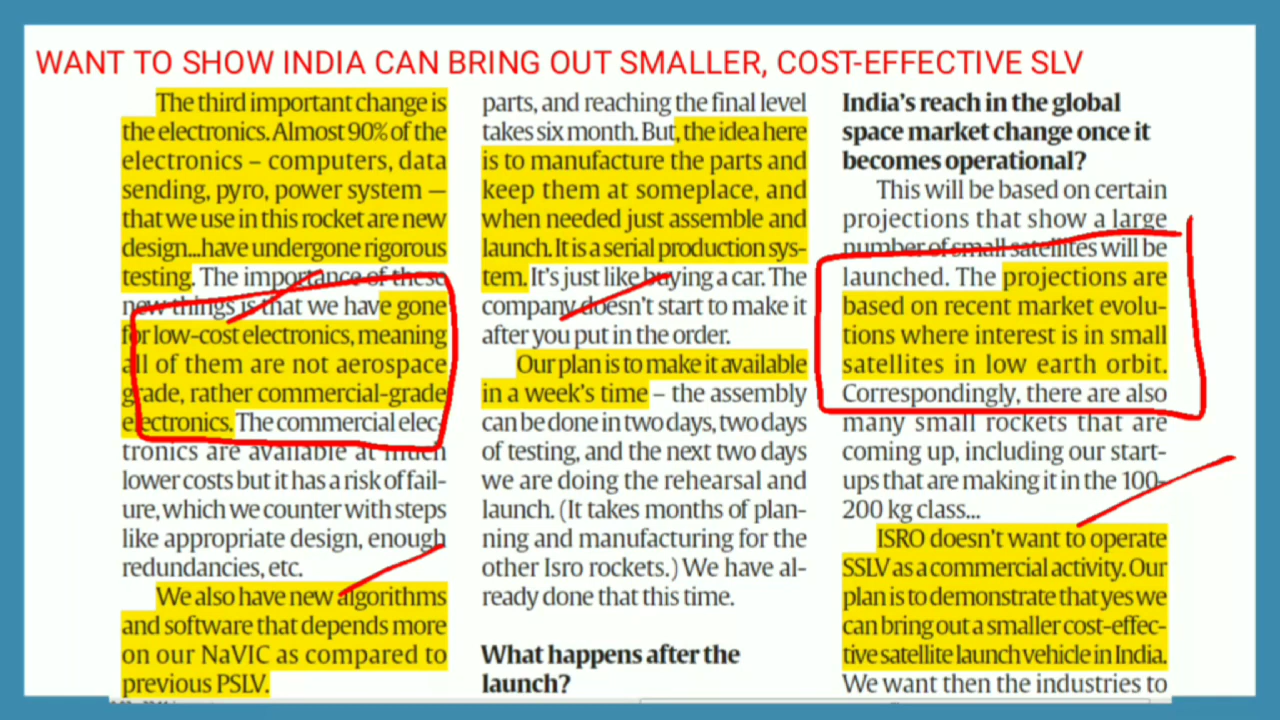 WANT TO SHOW INDIA CAN BRING OUT SMALLER, COST-EFFECTIVE SLV
The third important change is
the electronics. Almost 90% of the
electronics – computers, data
sending, pyro, power system —
that we use in this rocket are new
design...have undergone rigorous
testing. The importance of these
new things is that we have gone
for low-cost electronics, meaning
all of them are not aerospace
grade, rather commercial-grade
electronics. The commercial elec-
tronics are available at much
lower costs but it has a risk of fail-
ure, which we counter with steps
like appropriate design, enough
redundancies, etc.
We also have new algorithms
and software that depends more
on our NaVIC as compared to
previous PSLV.
parts, and reaching the final level
takes six month. But, the idea here
is to manufacture the parts and
keep them at someplace, and
when needed just assemble and
launch. It is a serial production sys-
tem. It's just like buying a car. The
company doesn't start to make it
after you put in the order.
Our plan is to make it available
in a week's time – the assembly
can be done in two days, two days
of testing, and the next two days
we are doing the rehearsal and
launch. (It takes months of plan-
ning and manufacturing for the
other Isro rockets.) We have al-
ready done that this time.
What happens after the
launch?
India's reach in the global
space market change once it
becomes operational?
This will be based on certain
projections that show a large
number of small satellites will be
launched. The projections are
based on recent market evolu-
tions where interest is in small
satellites in low earth orbit.
Correspondingly, there are also
many small rockets that are
coming up, including our start-
ups that are making it in the 100-
200 kg class...
ISRO doesn't want to operate
SSLV as a commercial activity. Our
plan is to demonstrate that yes we
can bring out a smaller cost-effec-
tive satellite launch vehicle in India.
We want then the industries to